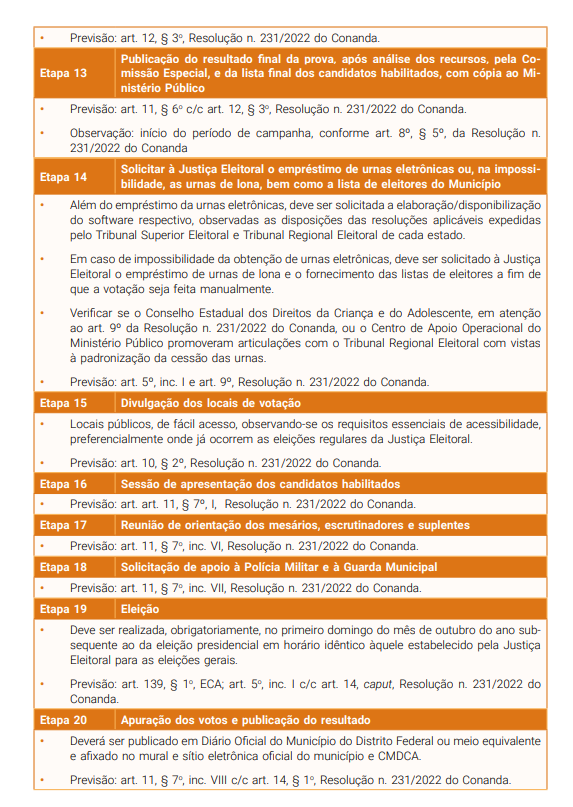 • Previsão: art. 12, § 3º, Resolução n. 231/2022 do Conanda.
Etapa 13
Publicação do resultado final da prova, após análise dos recursos, pela Co-
missão Especial, e da lista final dos candidatos habilitados, com cópia ao Mi-
nistério Público
• Previsão: art. 11, § 6º c/c art. 12, § 3º, Resolução n. 231/2022 do Conanda.
• Observação: início do período de campanha, conforme art. 8º, § 5º, da Resolução n.
231/2022 do Conanda
Etapa 14
Solicitar à Justiça Eleitoral o empréstimo de urnas eletrônicas ou, na impossi-
bilidade, as urnas de lona, bem como a lista de eleitores do Município
• Além do empréstimo da urnas eletrônicas, deve ser solicitada a elaboração/disponibilização
do software respectivo, observadas as disposições das resoluções aplicáveis expedidas
pelo Tribunal Superior Eleitoral e Tribunal Regional Eleitoral de cada estado.
• Em caso de impossibilidade da obtenção de urnas eletrônicas, deve ser solicitado à Justiça
Eleitoral o empréstimo de urnas de lona e o fornecimento das listas de eleitores a fim de
que a votação seja feita manualmente.
• Verificar se o Conselho Estadual dos Direitos da Criança e do Adolescente, em atenção
ao art. 9º da Resolução n. 231/2022 do Conanda, ou o Centro de Apoio Operacional do
Ministério Público promoveram articulações com o Tribunal Regional Eleitoral com vistas
à padronização da cessão das urnas.
• Previsão: art. 5º, inc. I e art. 9º, Resolução n. 231/2022 do Conanda.
Etapa 15 Divulgação dos locais de votação
• Locais públicos, de fácil acesso, observando-se os requisitos essenciais de acessibilidade,
preferencialmente onde já ocorrem as eleições regulares da Justiça Eleitoral.
• Previsão: art. 10, § 2º, Resolução n. 231/2022 do Conanda.
Etapa 16 Sessão de apresentação dos candidatos habilitados
• Previsão: art. art. 11, § 7º, I, Resolução n. 231/2022 do Conanda.
Etapa 17 Reunião de orientação dos mesários, escrutinadores e suplentes
• Previsão: art. 11, § 7º, inc. VI, Resolução n. 231/2022 do Conanda.
Etapa 18 Solicitação de apoio à Polícia Militar e à Guarda Municipal
• Previsão: art. 11, § 7º, inc. VII, Resolução n. 231/2022 do Conanda.
Etapa 19 Eleição
• Deve ser realizada, obrigatoriamente, no primeiro domingo do mês de outubro do ano sub-
sequente ao da eleição presidencial em horário idêntico àquele estabelecido pela Justiça
Eleitoral para as eleições gerais.
• Previsão: art. 139, § 1º, ECA; art. 5º, inc. I c/c art. 14, caput, Resolução n. 231/2022 do
Conanda.
Etapa 20 Apuração dos votos e publicação do resultado
• Deverá ser publicado em Diário Oficial do Município do Distrito Federal ou meio equivalente
e afixado no mural e sítio eletrônica oficial do município e CMDCA.
• Previsão: art. 11, § 7º, inc. VIII c/c art. 14, § 1º, Resolução n. 231/2022 do Conanda.